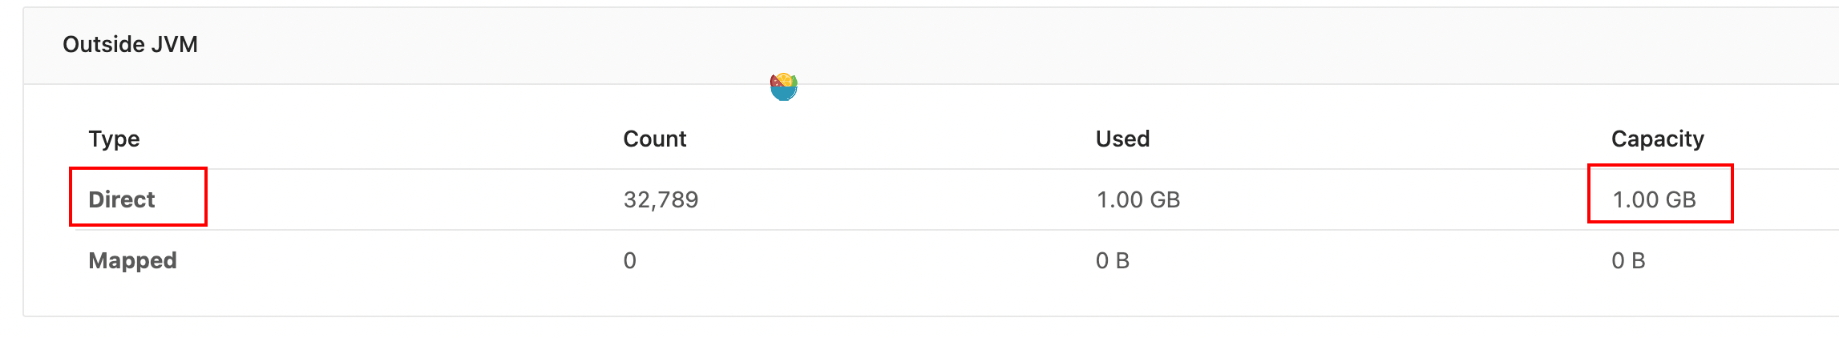 Outside JVM
Type Count Used Capacity
Direct 32,789 1.00 GB 1.00 GB
Mapped 0 0 B 0 B